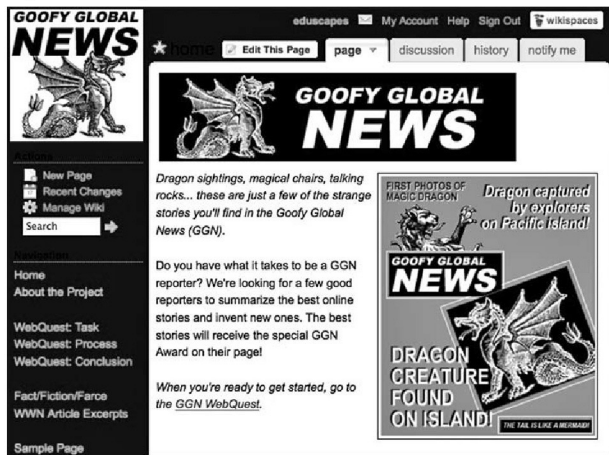 GOOFY GLOBAL
NEWS
eduscapes My Account Help Sign Out wikispaces
home Edit This Page page discussion history notify me
Actions
New Page
Recent Changes
Manage Wiki
Search
Navigation
Home
About the Project
WebQuest: Task
WebQuest: Process
WebQuest: Conclusion
Fact/Fiction/Farce
WWN Article Excerpts
Sample Page
GOOFY GLOBAL
NEWS
Dragon sightings, magical chairs, talking
rocks... these are just a few of the strange
stories you'll find in the Goofy Global
News (GGN).
Do you have what it takes to be a GGN
reporter? We're looking for a few good
reporters to summarize the best online
stories and invent new ones. The best
stories will receive the special GGN
Award on their page!
When you're ready to get started, go to
the GGN WebQuest.
FIRST PHOTOS OF
MAGIC DRAGON
Dragon captured
by explorers
on Pacific island!
GOOFY GLOBAL
NEWS
DRAGON
CREATURE
FOUND
ON ISLAND!
THE TAIL IS LIKE A MERMAID!